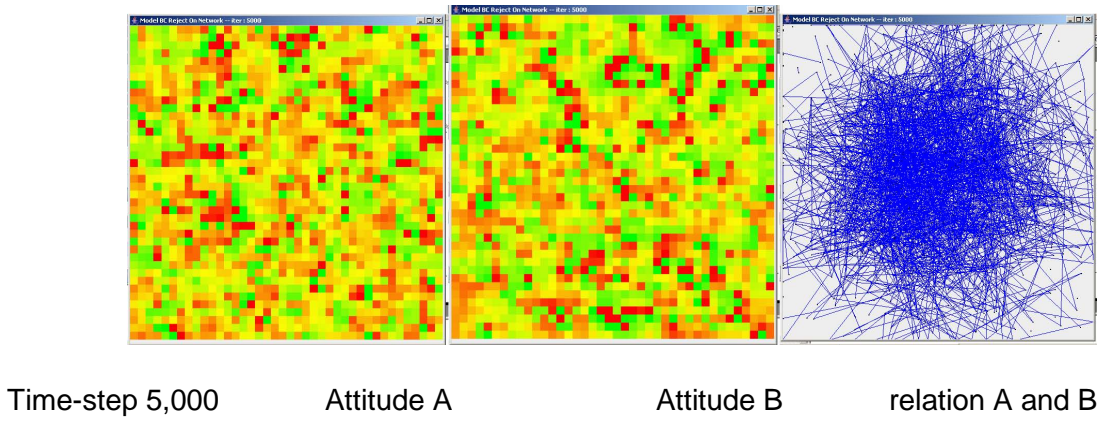 Model BC Reject On Network -- iter : 5000
Model BC Reject On Network -- iter : 5000
Model BC Reject On Network -- iter : 5000
Time-step 5,000 Attitude A Attitude B relation A and B